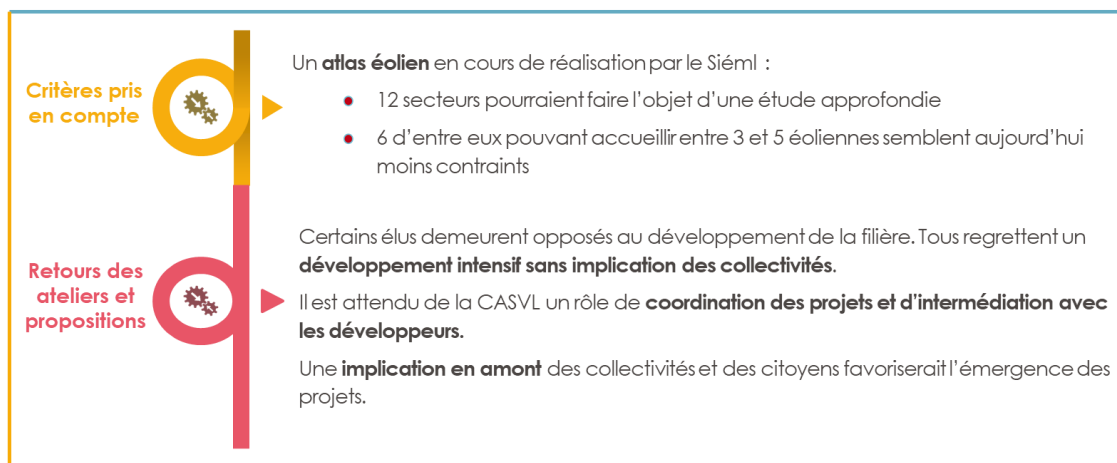 Critères pris
en compte
Un atlas éolien en cours de réalisation par le Siéml :
• 12 secteurs pourraient faire l'objet d'une étude approfondie
• 6 d'entre eux pouvant accueillir entre 3 et 5 éoliennes semblent aujourd'hui
moins contraints
Retours des
ateliers et
propositions
Certains élus demeurent opposés au développement de la filière. Tous regrettent un
développement intensif sans implication des collectivités.
Il est attendu de la CASVL un rôle de coordination des projets et d'intermédiation avec
les développeurs.
Une implication en amont des collectivités et des citoyens favoriserait l'émergence des
projets.